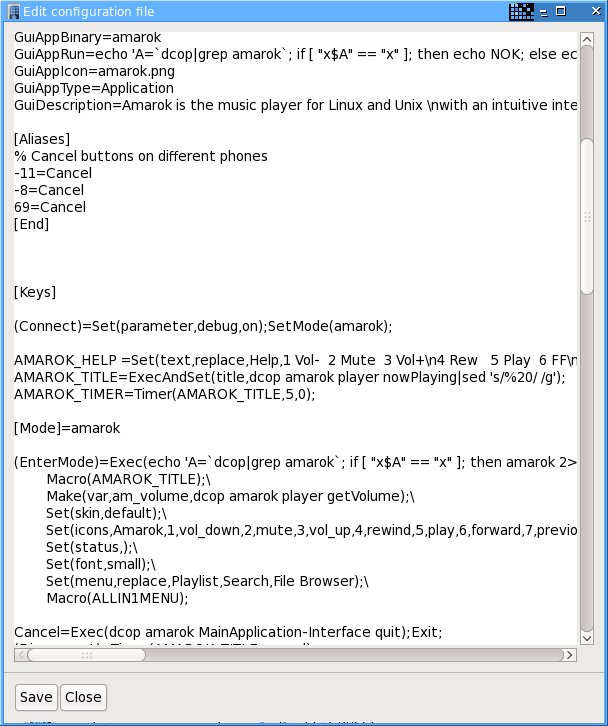 Edit configuration file
GuiAppBinary=amarok
GuiAppRun=echo 'A=`dcop|grep amarok`; if [ "x$A" == "x" ]; then echo NOK; else ec
GuiAppIcon=amarok.png
GuiAppType=Application
GuiDescription=Amarok is the music player for Linux and Unix \nwith an intuitive inte
[Aliases]
% Cancel buttons on different phones
-11=Cancel
-8=Cancel
69=Cancel
[End]
[Keys]
(Connect)=Set(parameter,debug,on);SetMode(amarok);
AMAROK_HELP =Set(text,replace,Help,1 Vol-  2 Mute  3 Vol+\n4 Rew   5 Play  6 FF\n
AMAROK_TITLE=ExecAndSet(title,dcop amarok player nowPlaying|sed 's/%20/ /g');
AMAROK_TIMER=Timer(AMAROK_TITLE,5,0);
[Mode]=amarok
(EnterMode)=Exec(echo 'A=`dcop|grep amarok`; if [ "x$A" == "x" ]; then amarok 2>
Macro(AMAROK_TITLE);\
Make(var,am_volume,dcop amarok player getVolume);\
Set(skin,default);\
Set(icons,Amarok,1,vol_down,2,mute,3,vol_up,4,rewind,5,play,6,forward,7,previo
Set(status,);\
Set(font,small);\
Set(menu,replace,Playlist,Search,File Browser);\
Macro(ALLIN1MENU);
Cancel=Exec(dcop amarok MainApplication-Interface quit);Exit;
Save Close